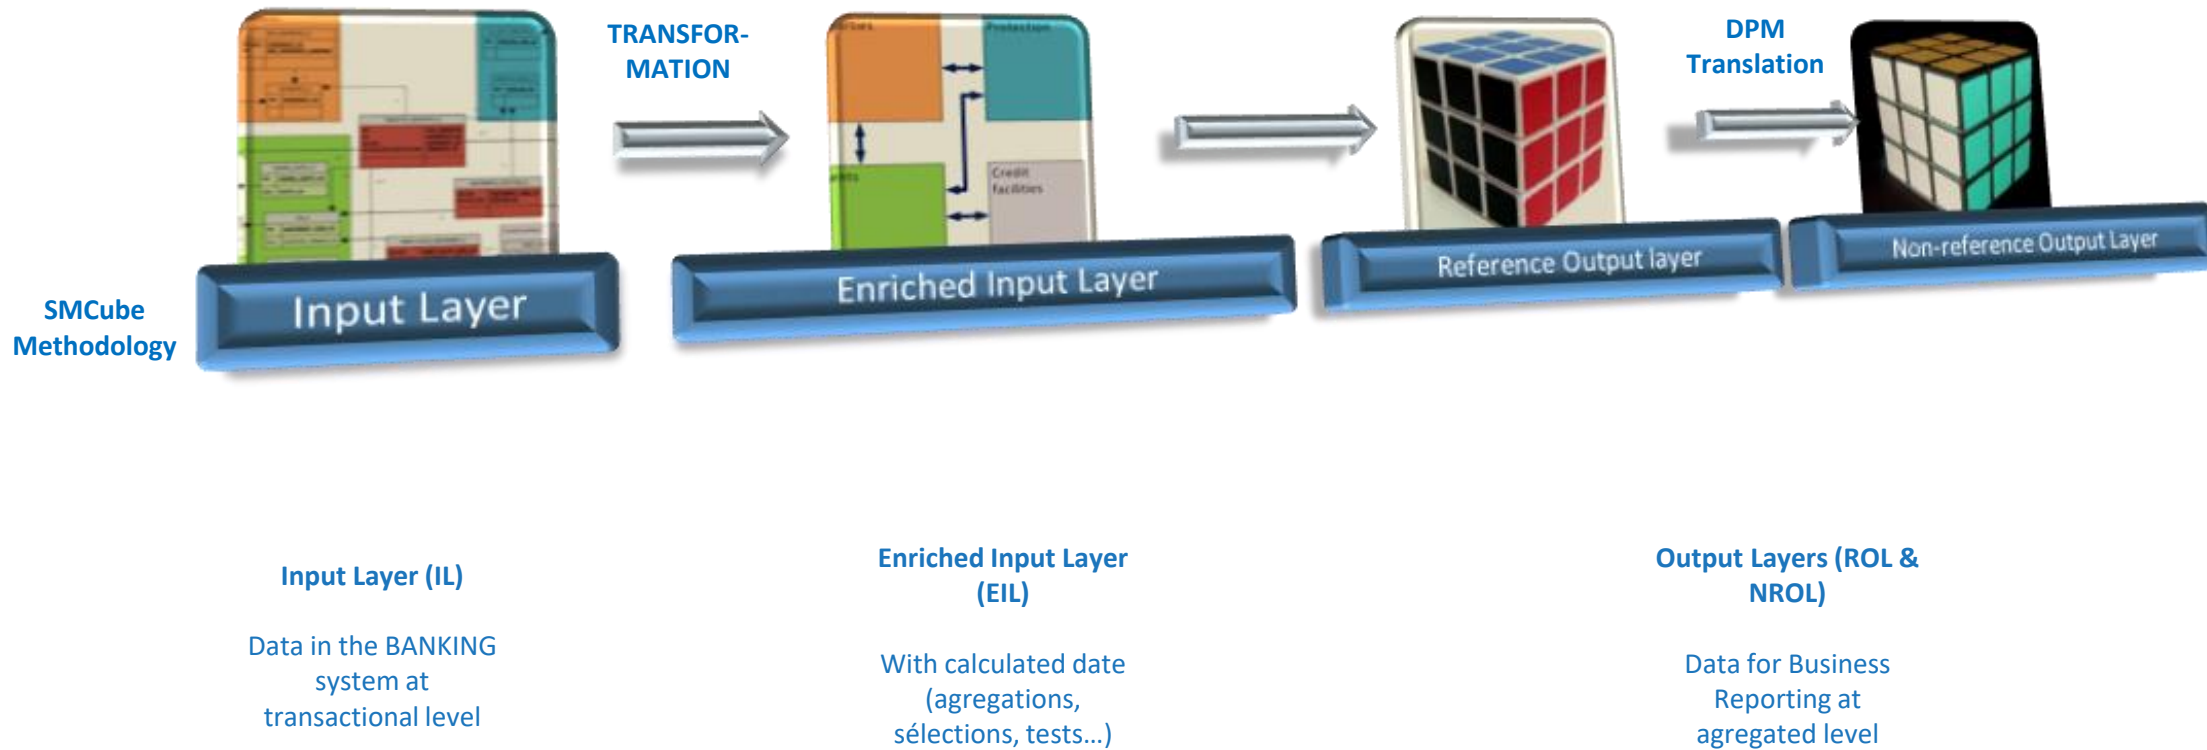 TRANSFOR-
MATION
DPM
Translation
Protection
Credit
facilities
Input Layer
Enriched Input Layer
Reference Output layer
Non-reference Output Layer
SMCube
Methodology
Input Layer (IL)
Data in the BANKING
system at
transactional level
Enriched Input Layer
(EIL)
With calculated date
(agregations,
sélections, tests...)
Output Layers (ROL &
NROL)
Data for Business
Reporting at
agregated level